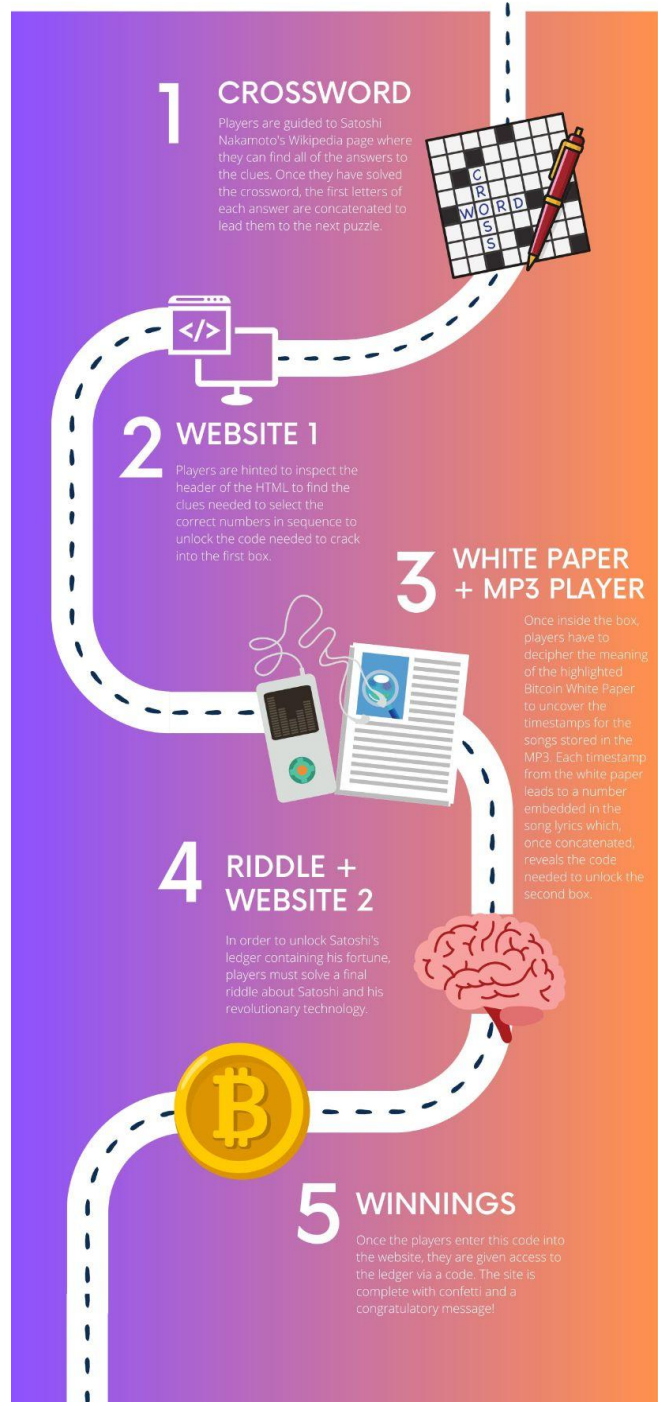 1
CROSSWORD
Players are guided to Satoshi
Nakamoto's Wikipedia page where
they can find all of the answers to
the clues. Once they have solved
the crossword, the first letters of
each answer are concatenated to
lead them to the next puzzle.
CROSS
WORD
</>
2
WEBSITE 1
Players are hinted to inspect the
header of the HTML to find the
clues needed to select the
correct numbers in sequence to
unlock the code needed to crack
into the first box.
3
WHITE PAPER
+ MP3 PLAYER
Once inside the box,
players have to
decipher the meaning
of the highlighted
Bitcoin White Paper
to uncover the
timestamps for the
songs stored in the
MP3. Each timestamp
from the white paper
leads to a number
embedded in the
song lyrics which,
once concatenated,
reveals the code
needed to unlock the
second box.
4
RIDDLE +
WEBSITE 2
In order to unlock Satoshi's
ledger containing his fortune,
players must solve a final
riddle about Satoshi and his
revolutionary technology.
₿
5
WINNINGS
Once the players enter this code into
the website, they are given access to
the ledger via a code. The site is
complete with confetti and a
congratulatory message!